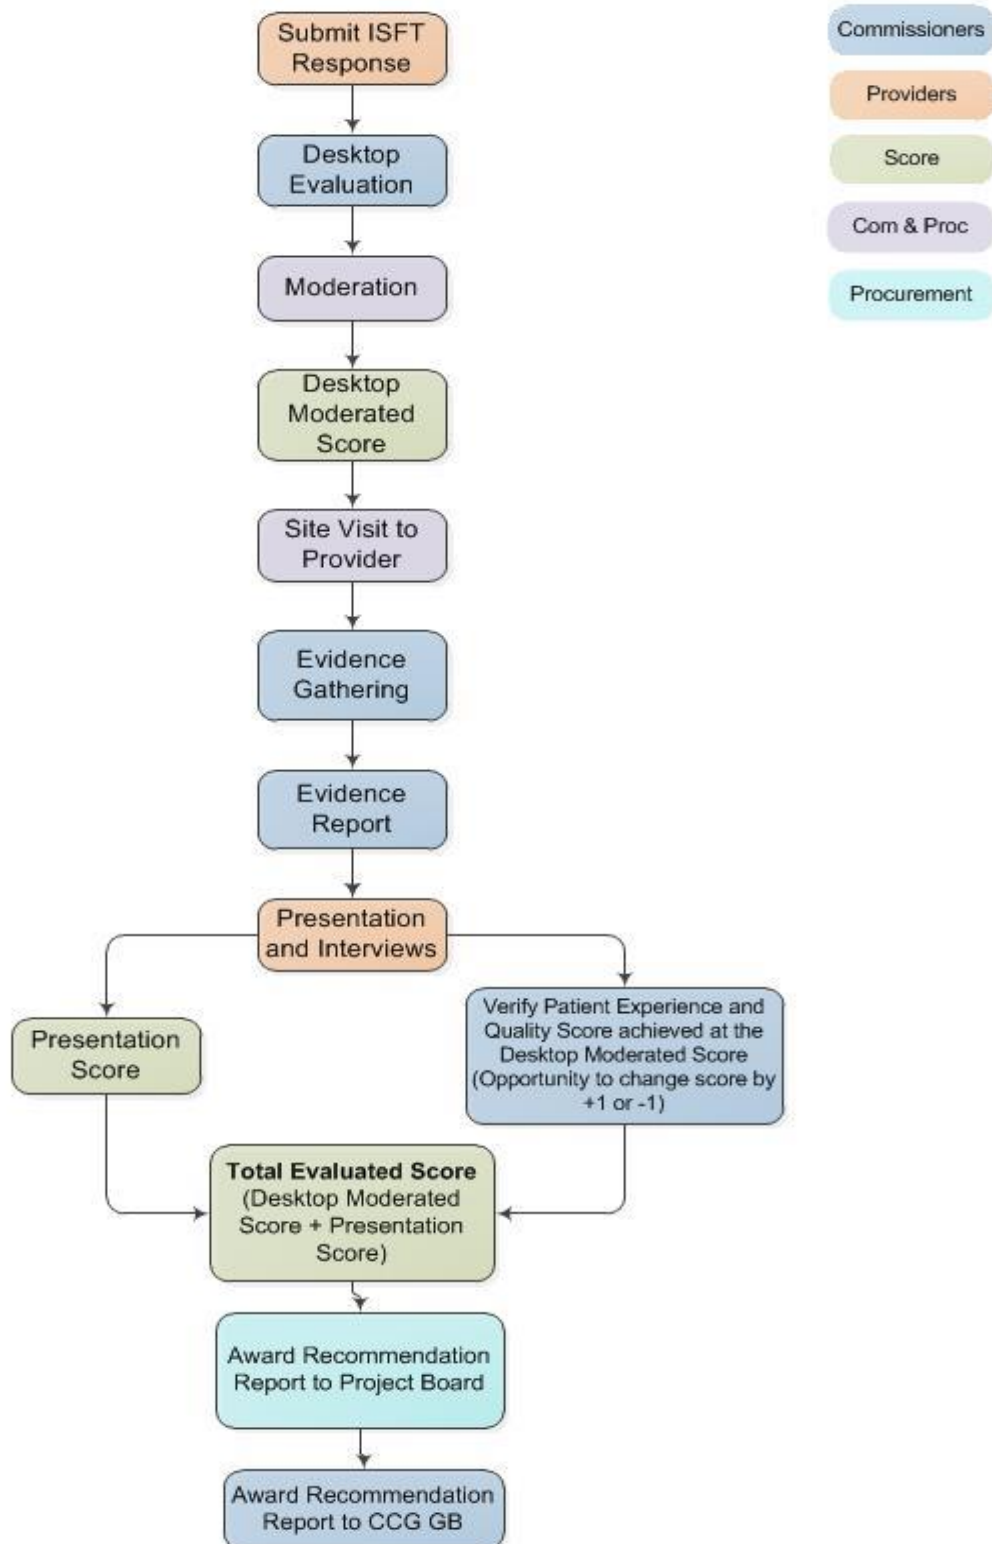 Submit ISFT
Response
Commissioners
Providers
Score
Com & Proc
Procurement
Desktop
Evaluation
Moderation
Desktop
Moderated
Score
Site Visit to
Provider
Evidence
Gathering
Evidence
Report
Presentation
and Interviews
Presentation
Score
Verify Patient Experience and
Quality Score achieved at the
Desktop Moderated Score
(Opportunity to change score by
+1 or -1)
Total Evaluated Score
(Desktop Moderated
Score + Presentation
Score)
Award Recommendation
Report to Project Board
Award Recommendation
Report to CCG GB